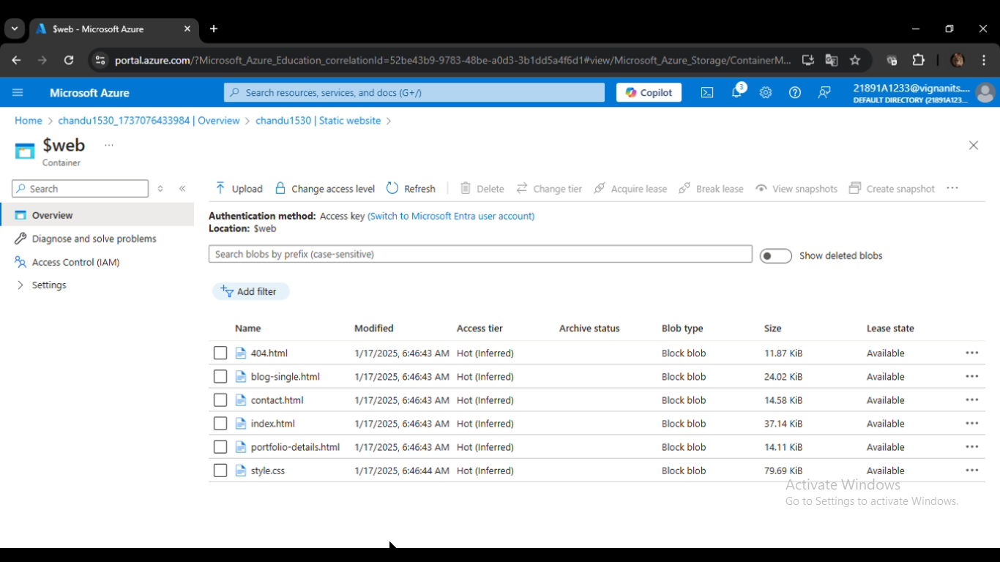 $web - Microsoft Azure
portal.azure.com/?Microsoft_Azure_Education_correlationId=52be43b9-9783-48be-a0d3-3b1dd5a4f6d1#view/Microsoft_Azure_Storage/ContainerM...
Microsoft Azure
Search resources, services, and docs (G+/)
Copilot
3
21891A1233@vignanits....
DEFAULT DIRECTORY (21891A123...
Home > chandu1530_1737076433984 | Overview > chandu1530 | Static website >
$web ...
Container
Search
Upload Change access level Refresh Delete Change tier Acquire lease Break lease View snapshots Create snapshot ...
Overview
Diagnose and solve problems
Access Control (IAM)
Settings
Authentication method: Access key (Switch to Microsoft Entra user account)
Location: $web
Search blobs by prefix (case-sensitive)
Show deleted blobs
Add filter
Name Modified Access tier Archive status Blob type Size Lease state
404.html 1/17/2025, 6:46:43 AM Hot (Inferred) Block blob 11.87 KiB Available ...
blog-single.html 1/17/2025, 6:46:43 AM Hot (Inferred) Block blob 24.02 KiB Available ...
contact.html 1/17/2025, 6:46:43 AM Hot (Inferred) Block blob 14.58 KiB Available ...
index.html 1/17/2025, 6:46:43 AM Hot (Inferred) Block blob 37.14 KiB Available ...
portfolio-details.html 1/17/2025, 6:46:43 AM Hot (Inferred) Block blob 14.11 KiB Available ...
style.css 1/17/2025, 6:46:44 AM Hot (Inferred) Block blob 79.69 KiB Available ...
Activate Windows
Go to Settings to activate Windows.